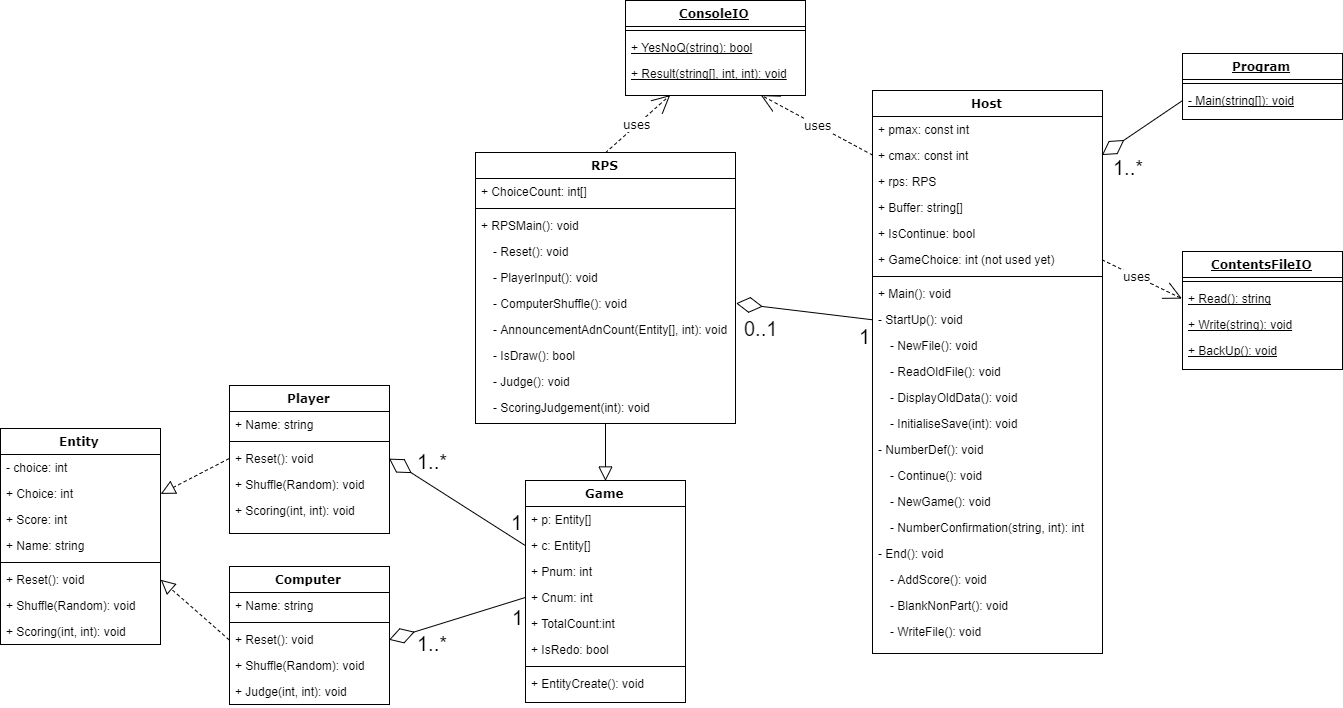 ConsoleIO
+ YesNoQ(string): bool
+ Result(string[], int, int): void
Program
- Main(string[]): void
uses
uses
Host
+ pmax: const int
+ cmax: const int
+ rps: RPS
+ Buffer: string[]
+ IsContinue: bool
+ GameChoice: int (not used yet)
+ Main(): void
- StartUp(): void
- NewFile(): void
- ReadOldFile(): void
- DisplayOldData(): void
- InitialiseSave(int): void
- NumberDef(): void
- Continue(): void
- NewGame(): void
- NumberConfirmation(string, int): int
- End(): void
- AddScore(): void
- BlankNonPart(): void
- WriteFile(): void
1..*
RPS
+ ChoiceCount: int[]
+ RPSMain(): void
- Reset(): void
- PlayerInput(): void
- ComputerShuffle(): void
- AnnouncementAdnCount(Entity[], int): void
- IsDraw(): bool
- Judge(): void
- ScoringJudgement(int): void
0..1
1
uses
ContentsFileIO
+ Read(): string
+ Write(string): void
+ BackUp(): void
Player
+ Name: string
+ Reset(): void
+ Shuffle(Random): void
+ Scoring(int, int): void
1..*
1
Entity
- choice: int
+ Choice: int
+ Score: int
+ Name: string
+ Reset(): void
+ Shuffle(Random): void
+ Scoring(int, int): void
Computer
+ Name: string
+ Reset(): void
+ Shuffle(Random): void
+ Judge(int, int): void
1..*
1
Game
+ p: Entity[]
+ c: Entity[]
+ Pnum: int
+ Cnum: int
+ TotalCount:int
+ IsRedo: bool
+ EntityCreate(): void